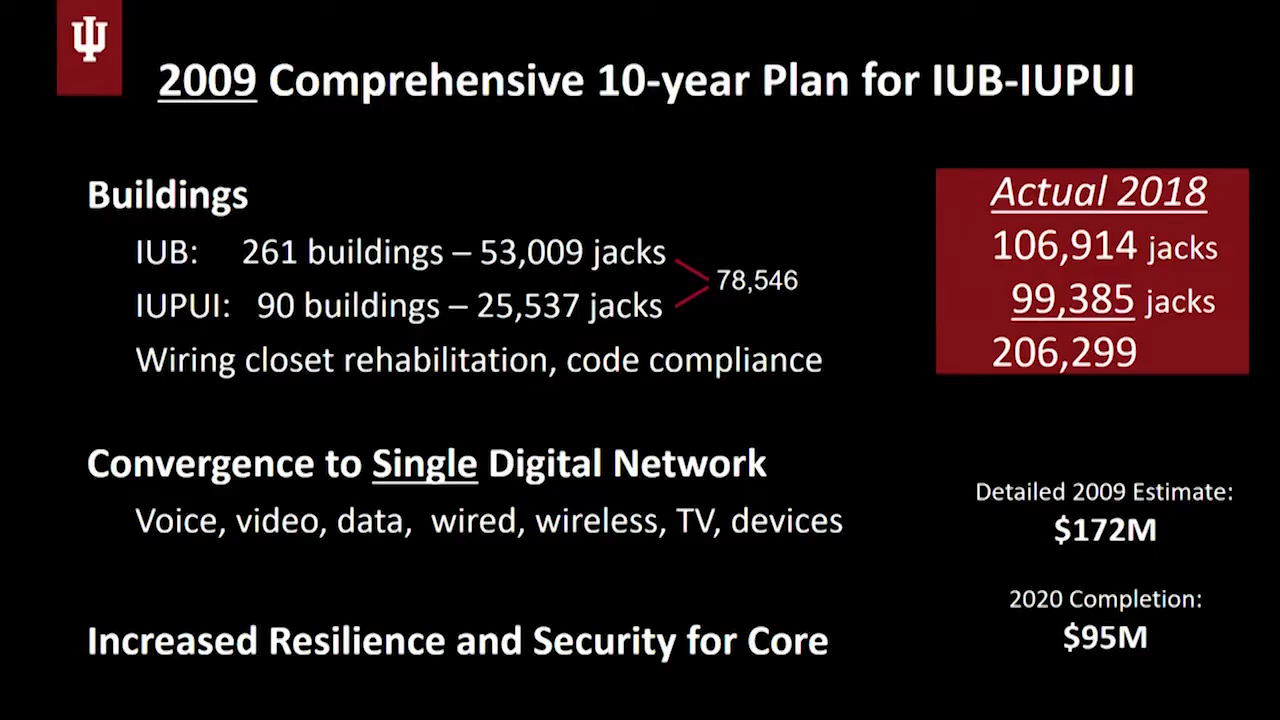 2009 Comprehensive 10-year Plan for IUB-IUPUI
Buildings
IUB: 261 buildings – 53,009 jacks
IUPUI: 90 buildings – 25,537 jacks
78,546
Wiring closet rehabilitation, code compliance
Actual 2018
106,914 jacks
99,385 jacks
206,299
Convergence to Single Digital Network
Voice, video, data, wired, wireless, TV, devices
Detailed 2009 Estimate:
$172M
2020 Completion:
$95M
Increased Resilience and Security for Core